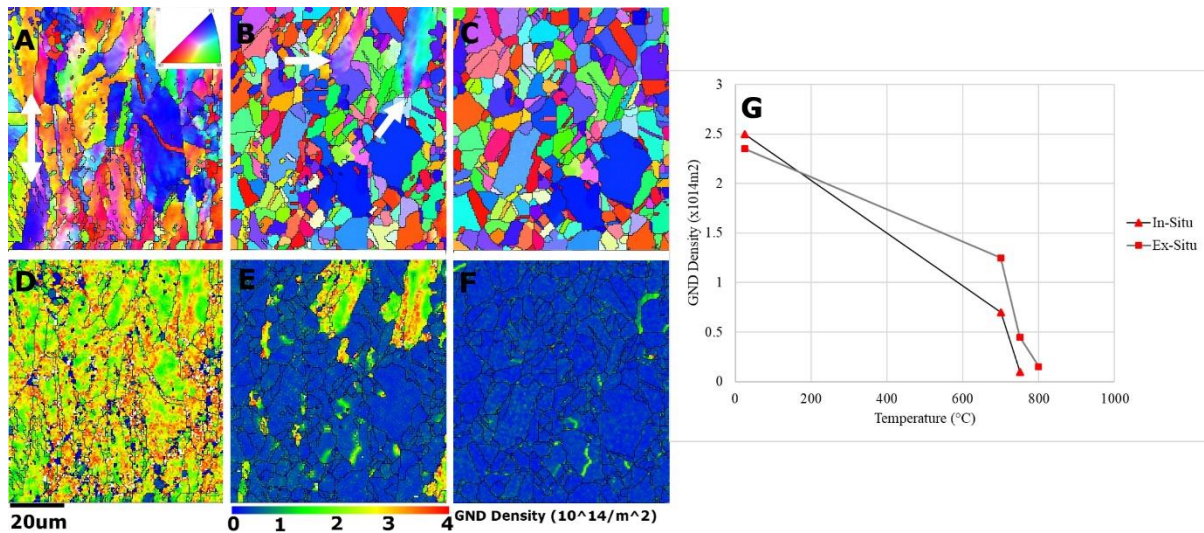 A
B
C
D
E
F
20um
0 1 2 3 4 GND Density (10^14/m^2)
G
3
2.5
2
1.5
1
0.5
0
GND Density (x1014m2)
0 200 400 600 800 1000
Temperature (°C)
In-Situ
Ex-Situ